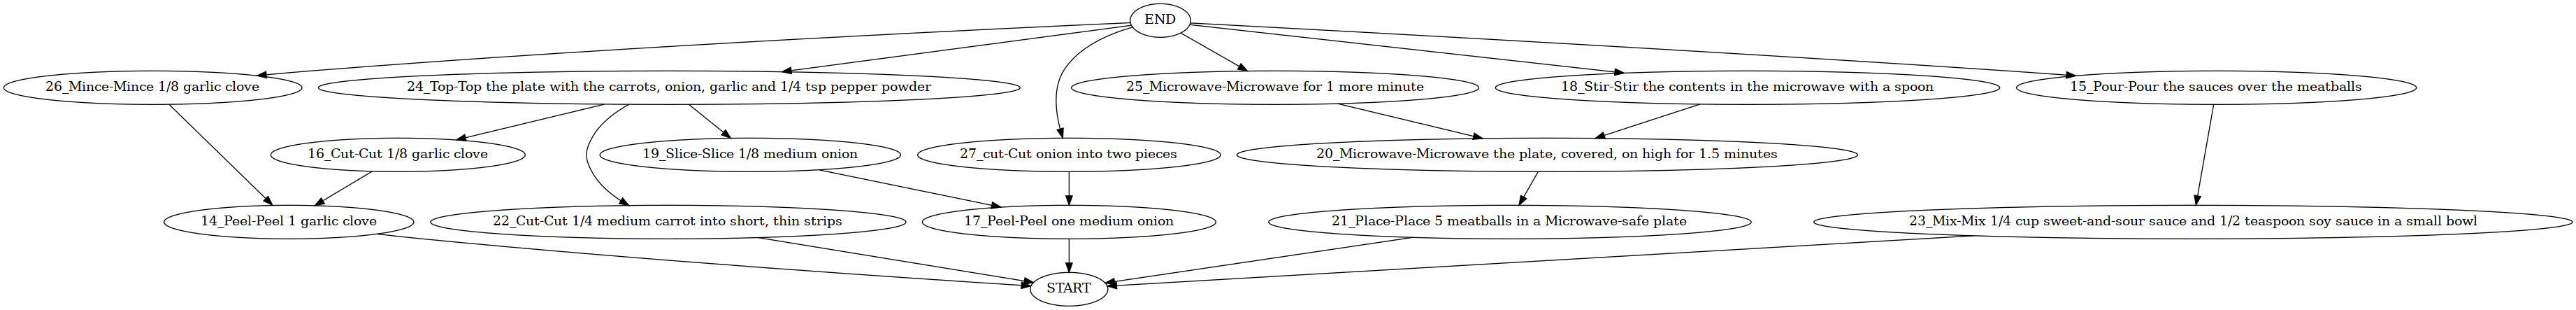 END
26_Mince-Mince 1/8 garlic clove
24_Top-Top the plate with the carrots, onion, garlic and 1/4 tsp pepper powder
25_Microwave-Microwave for 1 more minute
18_Stir-Stir the contents in the microwave with a spoon
15_Pour-Pour the sauces over the meatballs
16_Cut-Cut 1/8 garlic clove
19_Slice-Slice 1/8 medium onion
27_cut-Cut onion into two pieces
20_Microwave-Microwave the plate, covered, on high for 1.5 minutes
14_Peel-Peel 1 garlic clove
22_Cut-Cut 1/4 medium carrot into short, thin strips
17_Peel-Peel one medium onion
21_Place-Place 5 meatballs in a Microwave-safe plate
23_Mix-Mix 1/4 cup sweet-and-sour sauce and 1/2 teaspoon soy sauce in a small bowl
START